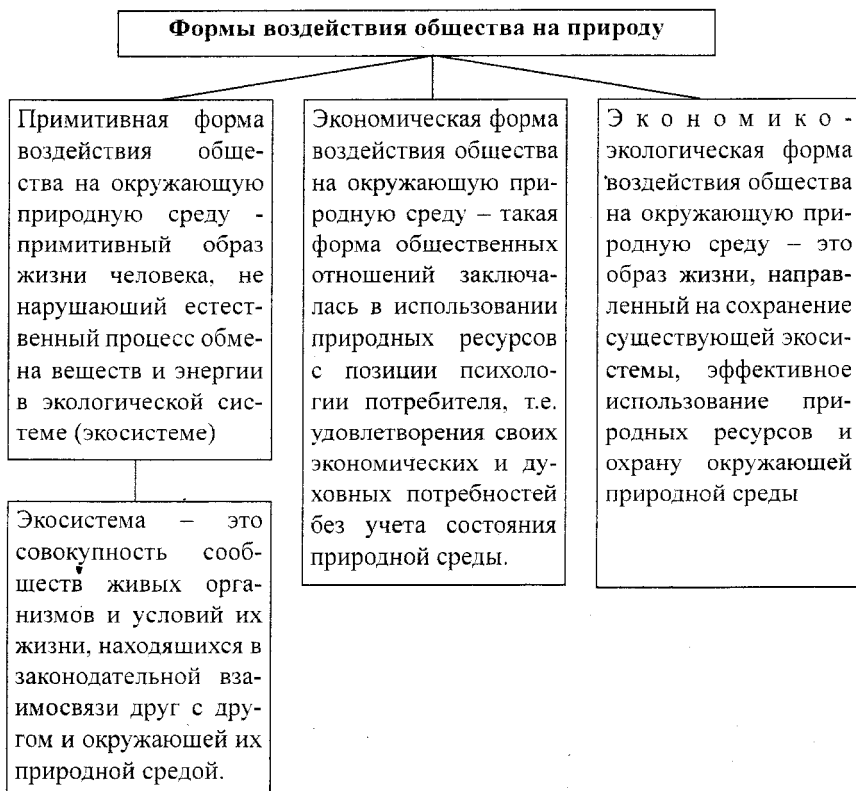 Формы воздействия общества на природу
Примитивная форма
воздействия обще-
ства на окружающую
природную среду -
примитивный образ
жизни человека, не
нарушающий естест-
венный процесс обме-
на веществ и энергии
в экологической сис-
теме (экосистеме)
Экосистема – это
совокупность сооб-
ществ живых орга-
низмов и условий их
жизни, находящихся в
законодательной вза-
имосвязи друг с дру-
гом и окружающей их
природной средой.
Экономическая форма
воздействия общества
на окружающую при-
родную среду – такая
форма общественных
отношений заключа-
лась в использовании
природных ресурсов
с позиции психоло-
гии потребителя, т.е.
удовлетворения своих
экономических и ду-
ховных потребностей
без учета состояния
природной среды.
Экономико-
экологическая форма
воздействия общества
на окружающую при-
родную среду – это
образ жизни, направ-
ленный на сохранение
существующей экоси-
стемы, эффективное
использование при-
родных ресурсов и
охрану окружающей
природной среды